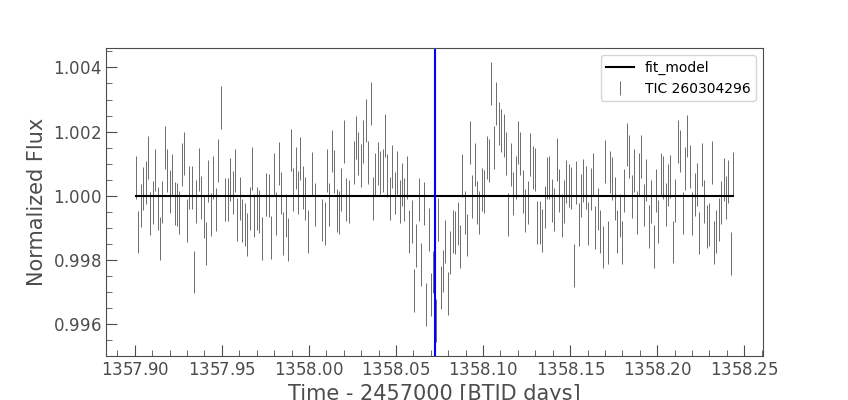 fit_model
TIC 260304296
Normalized Flux
1.004
1.002
1.000
0.998
0.996
1357.90 1357.95 1358.00 1358.05 1358.10 1358.15 1358.20 1358.25
Time - 2457000 [BTJD days]